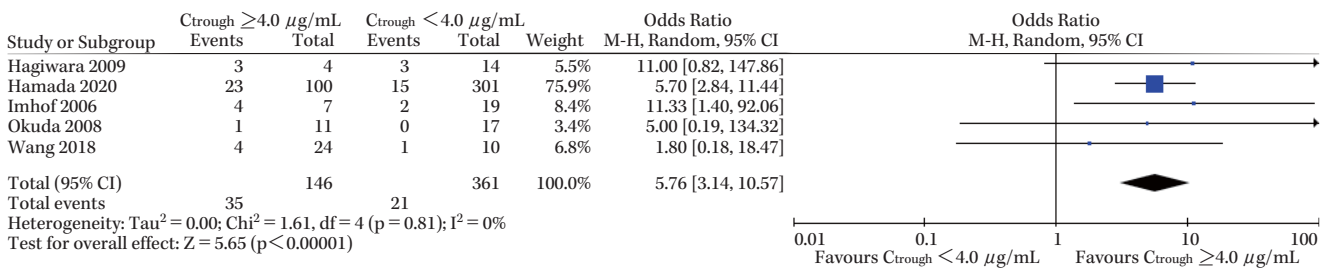 Ctrough ≥4.0 μg/mL Ctrough <4.0 μg/mL Odds Ratio Odds Ratio
Study or Subgroup Events Total Events Total Weight M-H, Random, 95% CI M-H, Random, 95% CI
Hagiwara 2009 3 4 3 14 5.5% 11.00 [0.82, 147.86]
Hamada 2020 23 100 15 301 75.9% 5.70 [2.84, 11.44]
Imhof 2006 4 7 2 19 8.4% 11.33 [1.40, 92.06]
Okuda 2008 1 11 0 17 3.4% 5.00 [0.19, 134.32]
Wang 2018 4 24 1 10 6.8% 1.80 [0.18, 18.47]
Total (95% CI) 146 361 100.0% 5.76 [3.14, 10.57]
Total events 35 21
Heterogeneity: Tau² = 0.00; Chi² = 1.61, df = 4 (p = 0.81); I² = 0%
Test for overall effect: Z = 5.65 (p<0.00001)
0.01 0.1 1 10 100
Favours Ctrough <4.0 μg/mL Favours Ctrough ≥4.0 μg/mL